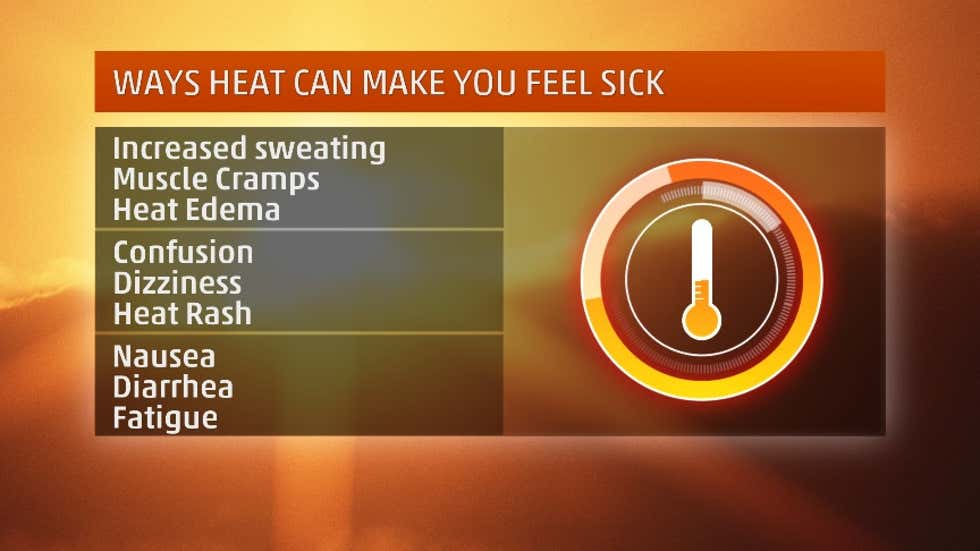 WAYS HEAT CAN MAKE YOU FEEL SICK
Increased sweating
Muscle Cramps
Heat Edema
Confusion
Dizziness
Heat Rash
Nausea
Diarrhea
Fatigue